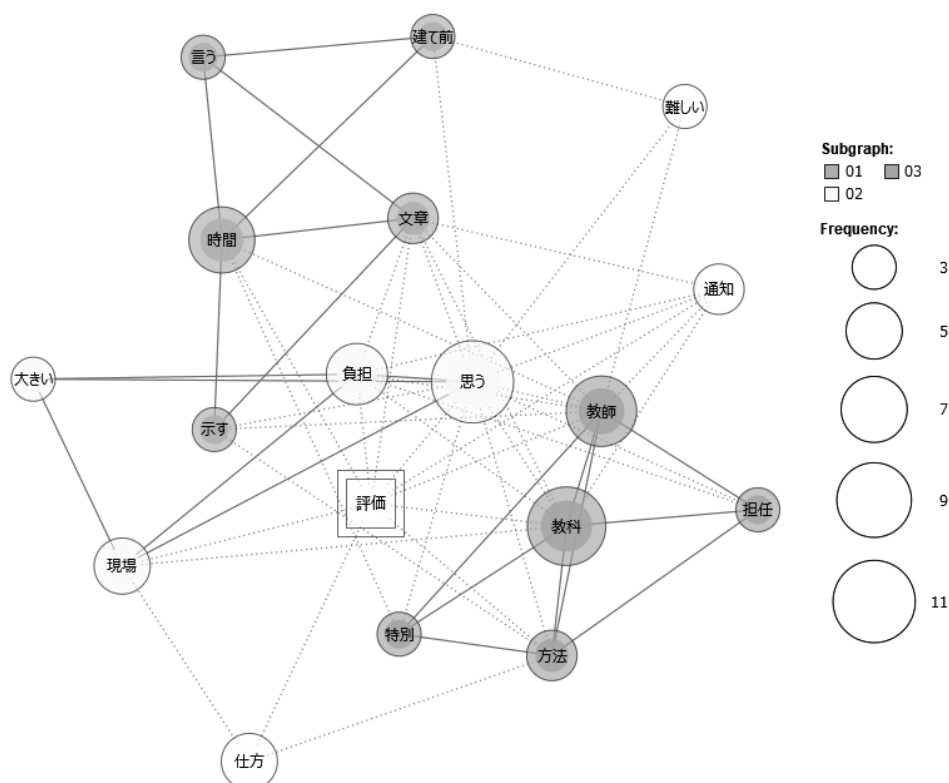 建て前
言う
難しい
Subgraph:
01 03
02
文章
時間
Frequency:
3
通知
5
負担
大きい
思う
7
教師
示す
9
評価
担任
教科
現場
11
特別
方法
仕方